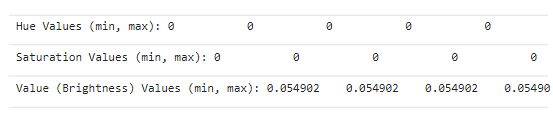 Hue Values (min, max): 0 0 0 0 0
Saturation Values (min, max): 0 0 0 0 0
Value (Brightness) Values (min, max): 0.054902 0.054902 0.054902 0.05490